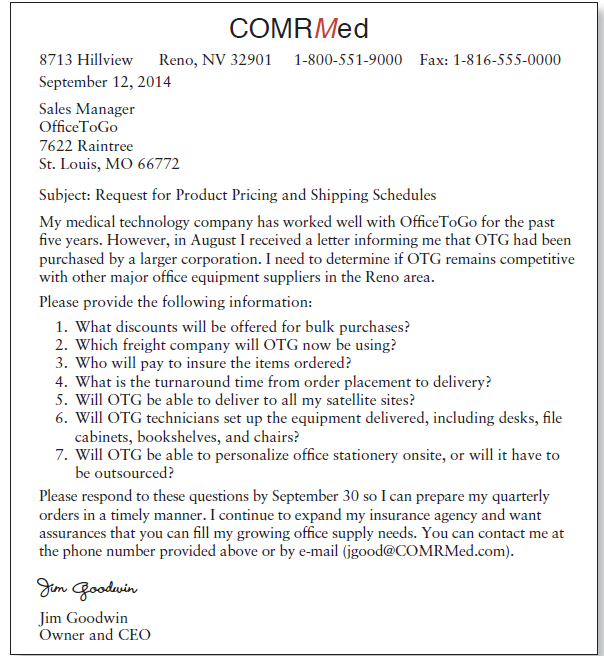 COMRMed
8713 Hillview Reno, NV 32901 1-800-551-9000 Fax: 1-816-555-0000
September 12, 2014
Sales Manager
OfficeToGo
7622 Raintree
St. Louis, MO 66772
Subject: Request for Product Pricing and Shipping Schedules
My medical technology company has worked well with OfficeToGo for the past
five years. However, in August I received a letter informing me that OTG had been
purchased by a larger corporation. I need to determine if OTG remains competitive
with other major office equipment suppliers in the Reno area.
Please provide the following information:
1. What discounts will be offered for bulk purchases?
2. Which freight company will OTG now be using?
3. Who will pay to insure the items ordered?
4. What is the turnaround time from order placement to delivery?
5. Will OTG be able to deliver to all my satellite sites?
6. Will OTG technicians set up the equipment delivered, including desks, file
cabinets, bookshelves, and chairs?
7. Will OTG be able to personalize office stationery onsite, or will it have to
be outsourced?
Please respond to these questions by September 30 so I can prepare my quarterly
orders in a timely manner. I continue to expand my insurance agency and want
assurances that you can fill my growing office supply needs. You can contact me at
the phone number provided above or by e-mail (jgood@COMRMed.com).
Jim Goodwin
Jim Goodwin
Owner and CEO